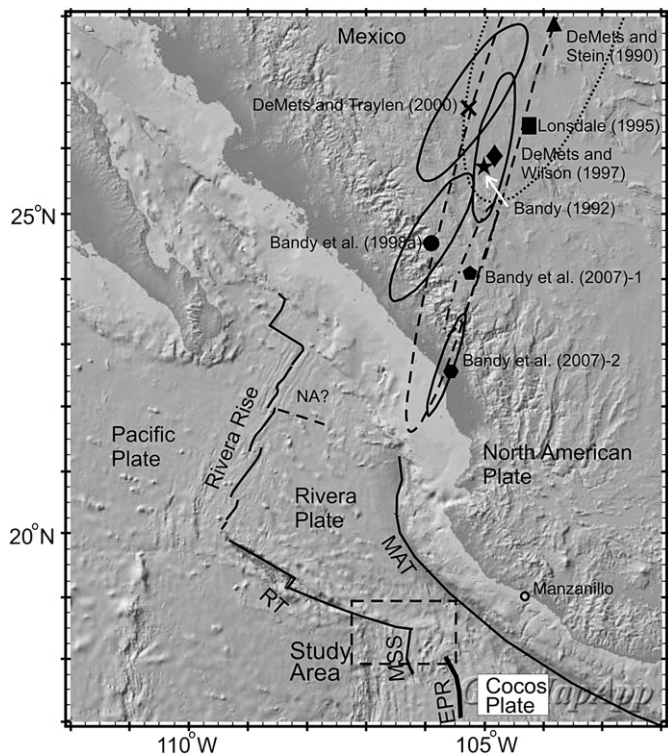 Mexico
DeMets and
Stein (1990)
DeMets and Traylen (2000)
Lonsdale (1995)
DeMets and
Wilson (1997)
Bandy (1992)
25°N
Bandy et al. (1998a)
Bandy et al. (2007)-1
Bandy et al. (2007)-2
NA?
Rivera Rise
Pacific
Plate
North American
Plate
Rivera
Plate
20°N
MAT
RT
Manzanillo
Study
Area
MSS
EPR
Cocos
Plate
110°W
105°W